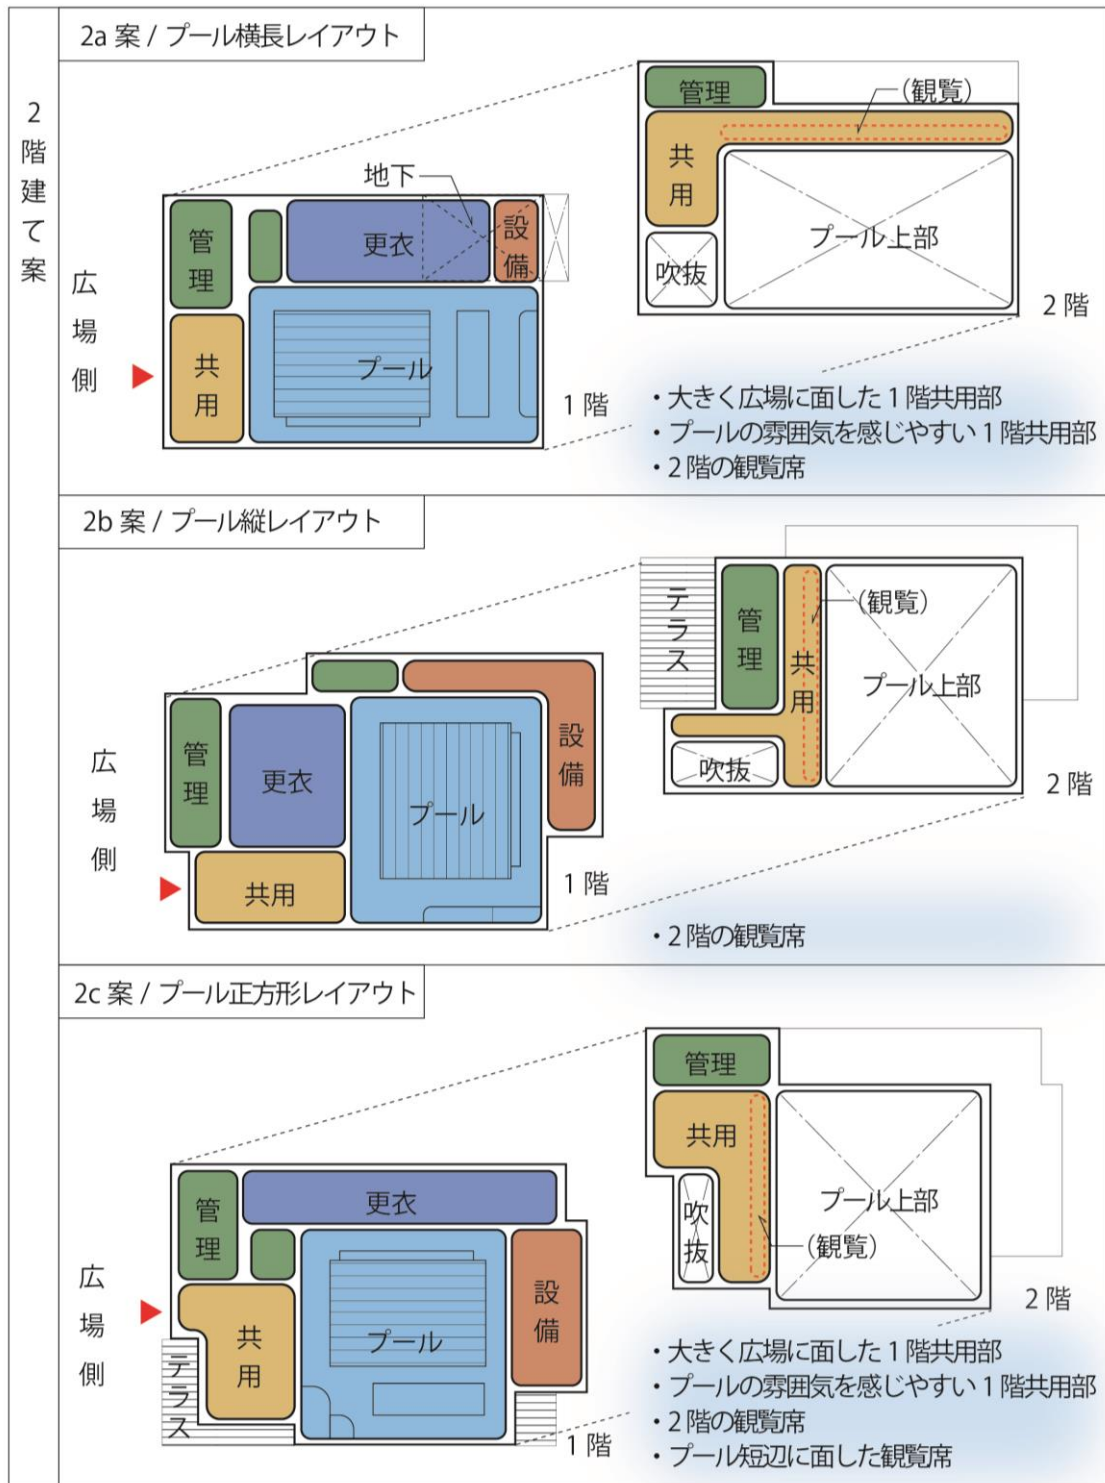 2階建て案
2a 案 / プール横長レイアウト
管理
(観覧)
共用
プール上部
吹抜
2 階
地下
管理
更衣
設備
広場側
共用
プール
1 階
・大きく広場に面した 1 階共用部
・プールの雰囲気を感じやすい 1 階共用部
・2 階の観覧席
2b 案 / プール縦レイアウト
テラス
管理
共用
(観覧)
プール上部
吹抜
2 階
管理
更衣
プール
設備
広場側
共用
1 階
・2 階の観覧席
2c 案 / プール正方形レイアウト
管理
共用
吹抜
プール上部
(観覧)
2 階
管理
更衣
広場側
共用
プール
設備
テラス
1 階
・大きく広場に面した 1 階共用部
・プールの雰囲気を感じやすい 1 階共用部
・2 階の観覧席
・プール短辺に面した観覧席